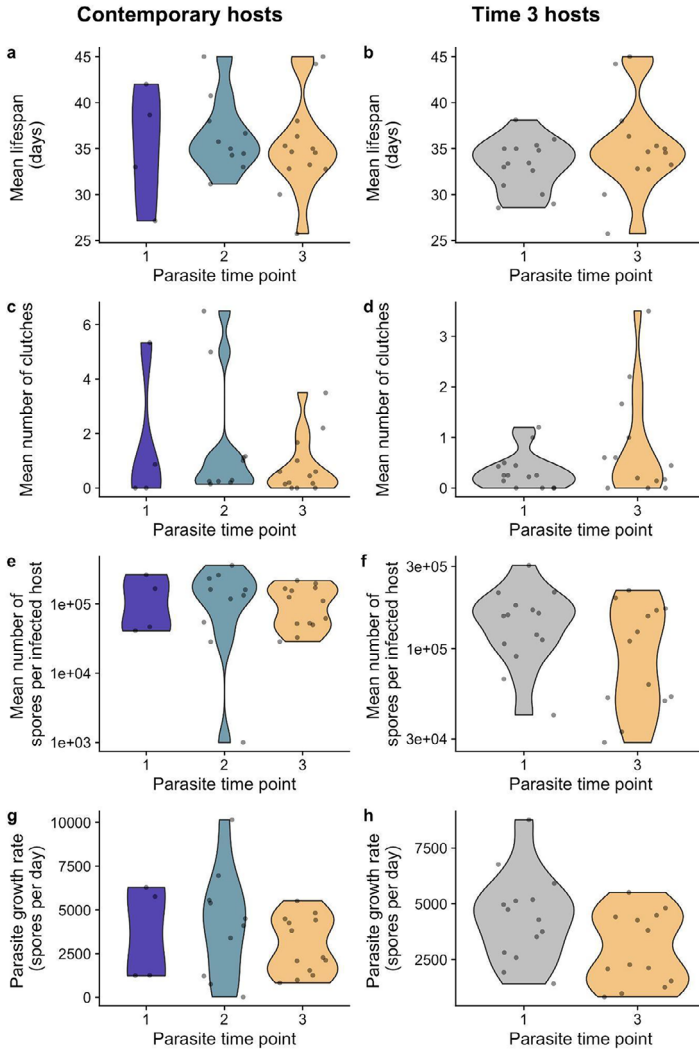 Contemporary hosts
Time 3 hosts
a
Mean lifespan
(days)
45
40
35
30
25
1
2
3
Parasite time point
b
Mean lifespan
(days)
45
40
35
30
25
1
3
Parasite time point
c
Mean number of clutches
6
4
2
0
1
2
3
Parasite time point
d
Mean number of clutches
3
2
1
0
1
3
Parasite time point
e
Mean number of
spores per infected host
1e+05
1e+04
1e+03
1
2
3
Parasite time point
f
Mean number of
spores per infected host
3e+05
1e+05
3e+04
1
3
Parasite time point
g
Parasite growth rate
(spores per day)
10000
7500
5000
2500
0
1
2
3
Parasite time point
h
Parasite growth rate
(spores per day)
7500
5000
2500
1
3
Parasite time point